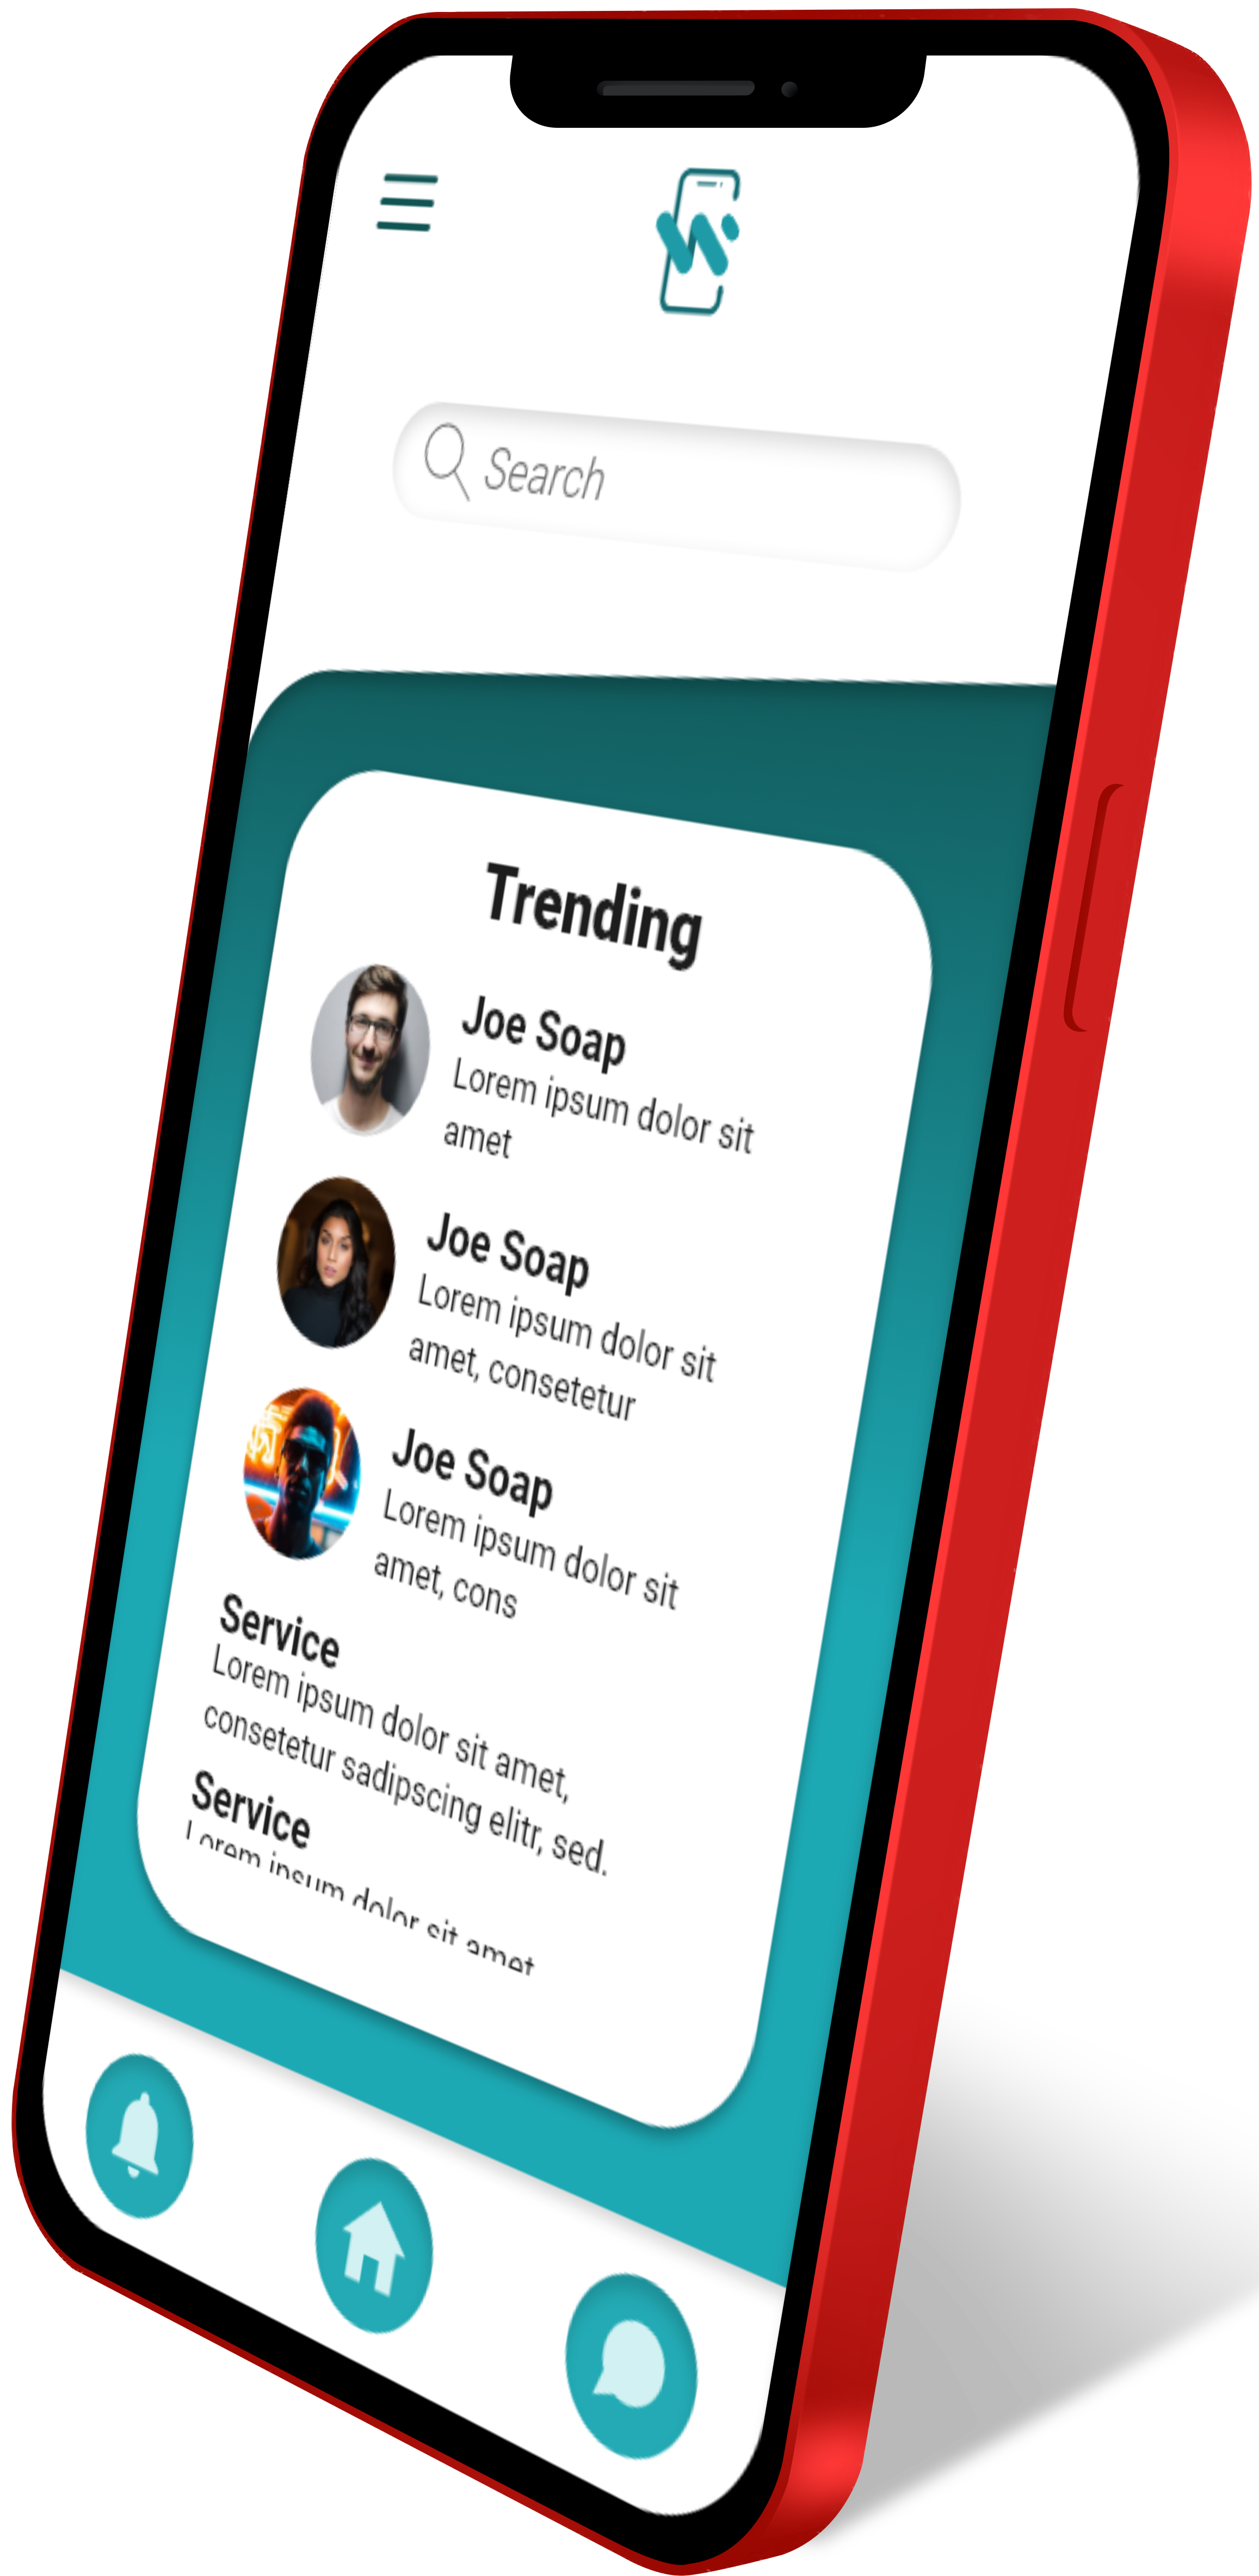 Search
Trending
Joe Soap
Lorem ipsum dolor sit
amet
Joe Soap
Lorem ipsum dolor sit
amet, consetetur
Joe Soap
Lorem ipsum dolor sit
amet, cons
Service
Lorem ipsum dolor sit amet,
consetetur sadipscing elitr, sed.
Service
Lorem ipsum dolor sit amet